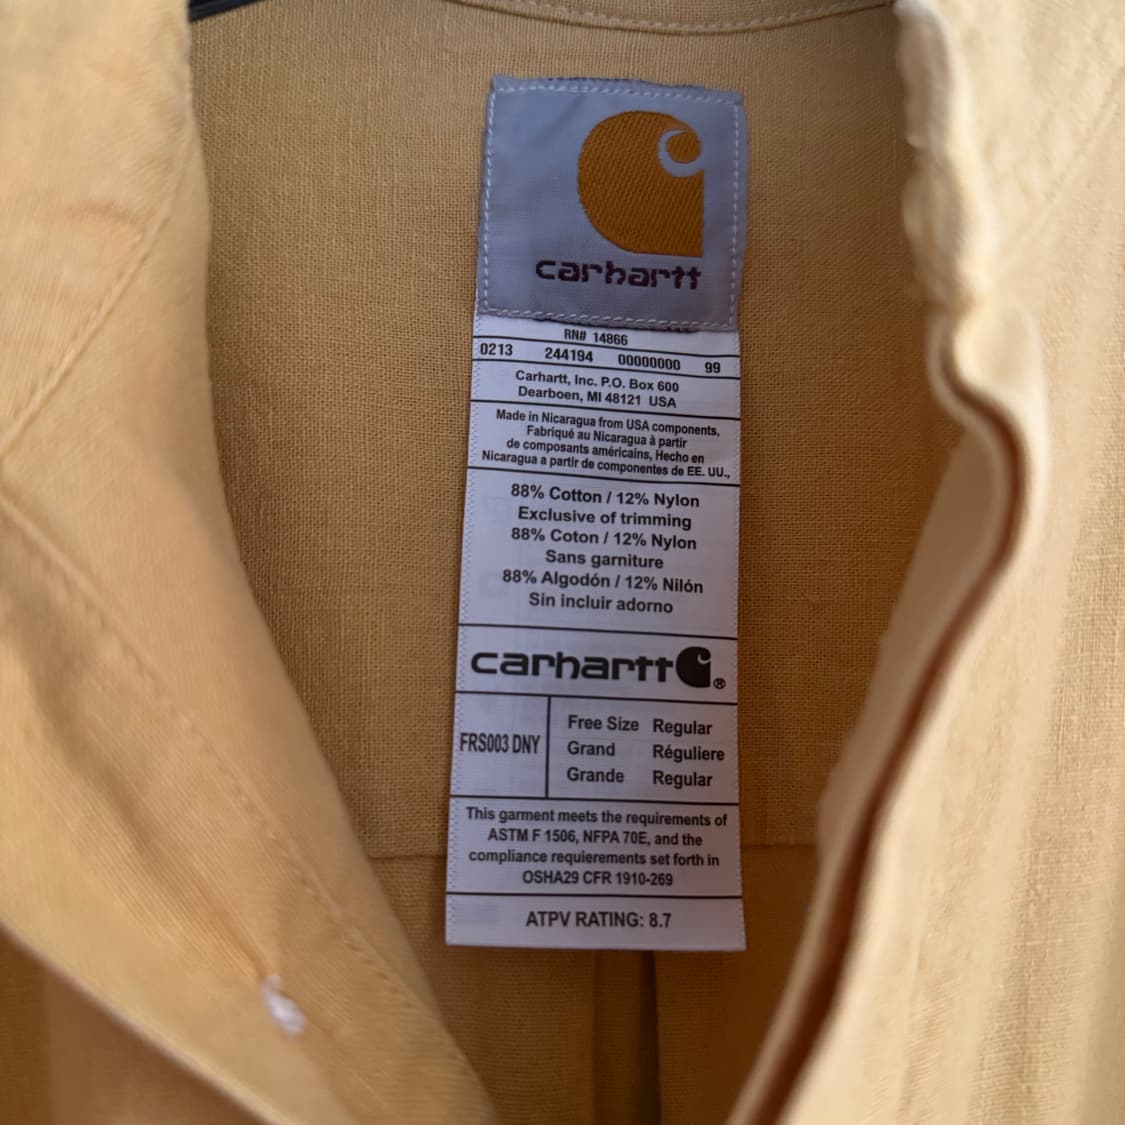 carhartt
RN# 14866
0213 244194 00000000 99
Carhartt, Inc. P.O. Box 600
Dearboen, MI 48121 USA
Made in Nicaragua from USA components,
Fabriqué au Nicaragua à partir
de composants américains, Hecho en
Nicaragua a partir de componentes de EE. UU.,
88% Cotton / 12% Nylon
Exclusive of trimming
88% Coton / 12% Nylon
Sans garniture
88% Algodón / 12% Nilón
Sin incluir adorno
carhartt ®
FRS003 DNY
Free Size Regular
Grand Réguliere
Grande Regular
This garment meets the requirements of
ASTM F 1506, NFPA 70E, and the
compliance requierements set forth in
OSHA29 CFR 1910-269
ATPV RATING: 8.7